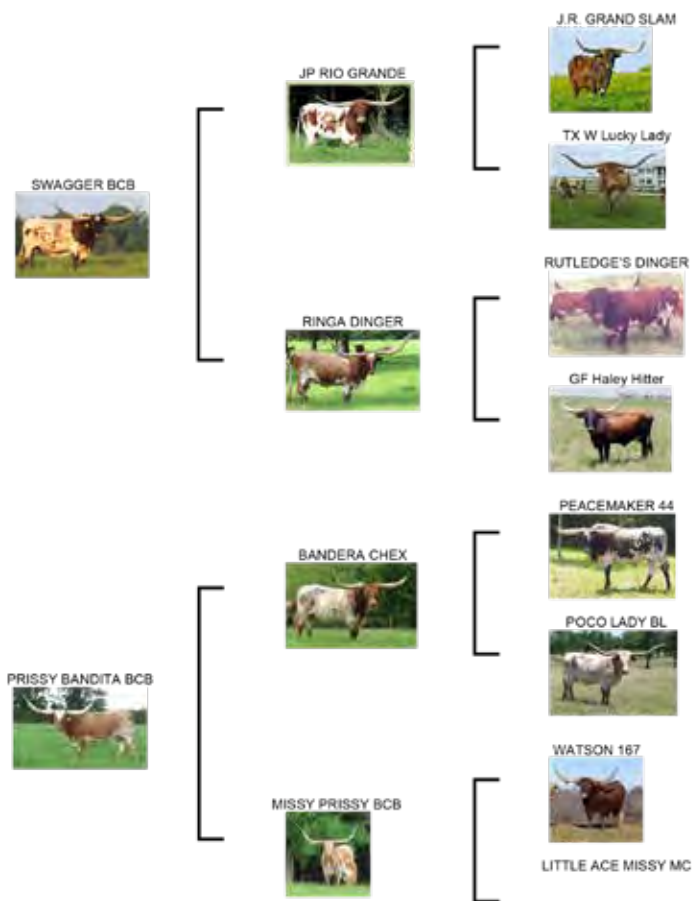 J.R. GRAND SLAM
JP RIO GRANDE
TX W Lucky Lady
SWAGGER BCB
RUTLEDGE'S DINGER
RINGA DINGER
GF Haley Hitter
PEACEMAKER 44
BANDERA CHEX
POCO LADY BL
PRISSY BANDITA BCB
WATSON 167
MISSY PRISSY BCB
LITTLE ACE MISSY MC